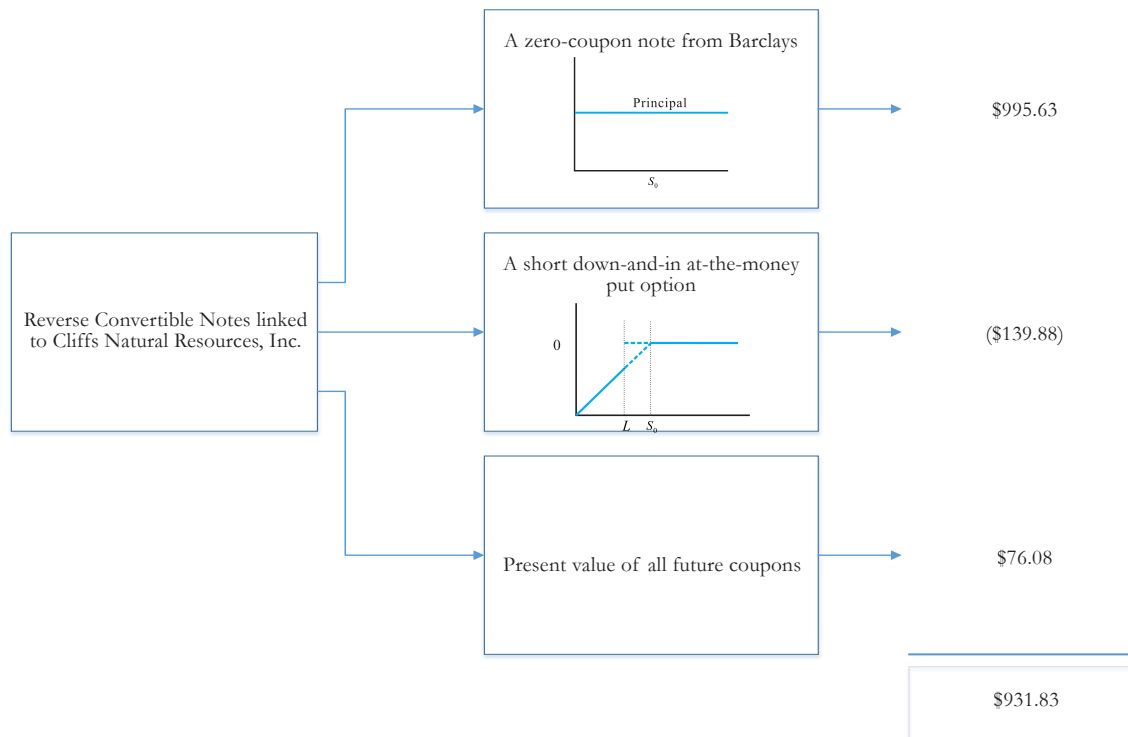 A zero-coupon note from Barclays
Principal
S₀
$995.63
Reverse Convertible Notes linked
to Cliffs Natural Resources, Inc.
A short down-and-in at-the-money
put option
0
L S₀
($139.88)
Present value of all future coupons
$76.08
$931.83